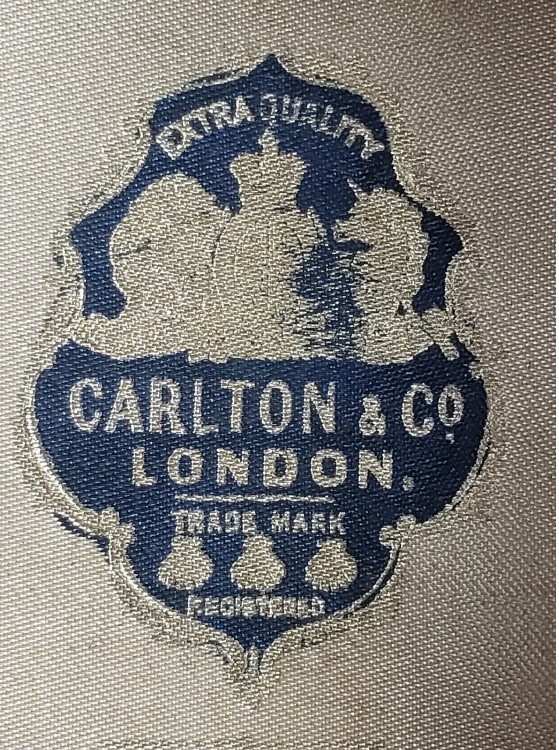 EXTRA QUALITY
CARLTON & Co.
LONDON.
TRADE MARK
REGISTERED